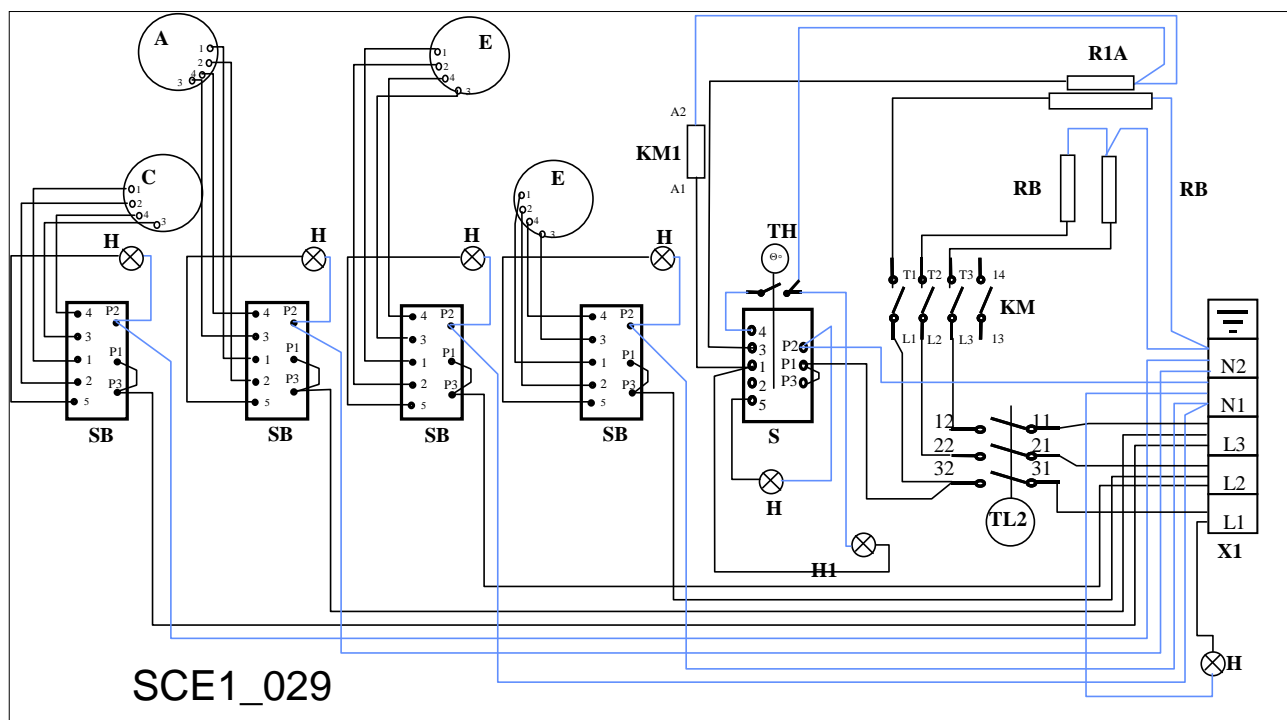 A
1
2
4
3
E
1
2
4
3
C
1
2
4
3
E
1
2
4
3
R1A
A2
KM1
A1
RB
RB
TH
Θ°
H
H
H
H
T1
T2
T3
14
KM
L1
L2
L3
13
4
P2
3
P1
1
P3
2
5
SB
4
P2
3
P1
1
P3
2
5
SB
4
P2
3
P1
1
P3
2
5
SB
4
P2
3
P1
1
P3
2
5
SB
4
3
P2
1
P1
2
P3
5
S
H
H1
12
11
22
21
32
31
TL2
N2
N1
L3
L2
L1
X1
H
SCE1_029